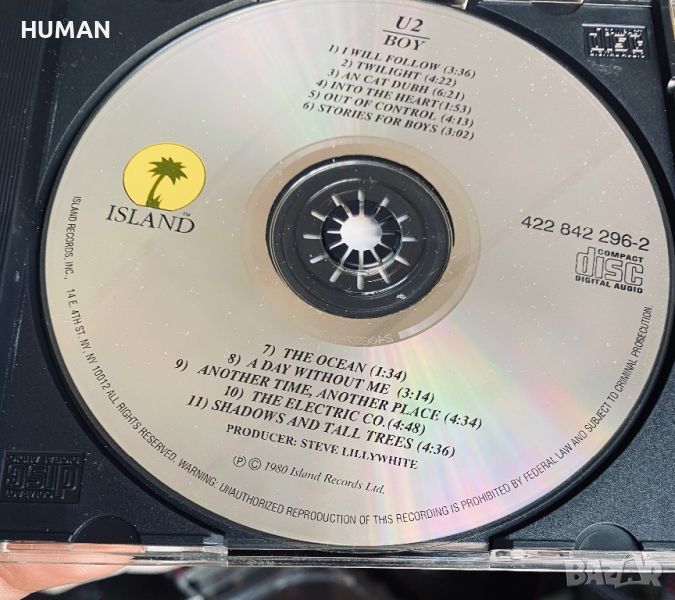 HUMAN
U2
BOY
1) I WILL FOLLOW (3:36)
2) TWILIGHT (4:22)
3) AN CAT DUBH (6:21)
4) INTO THE HEART (1:53)
5) OUT OF CONTROL (4:13)
6) STORIES FOR BOYS (3:02)
ISLAND™
422 842 296-2
COMPACT
disc
DIGITAL AUDIO
7) THE OCEAN (1:34)
8) A DAY WITHOUT ME (3:14)
9) ANOTHER TIME, ANOTHER PLACE (4:34)
10) THE ELECTRIC CO. (4:48)
11) SHADOWS AND TALL TREES (4:36)
PRODUCER: STEVE LILLYWHITE
℗ © 1980 Island Records Ltd.
ISLAND RECORDS, INC., 14 E. 4TH ST. NY, NY 10012 ALL RIGHTS RESERVED. WARNING: UNAUTHORIZED REPRODUCTION OF THIS RECORDING IS PROHIBITED BY FEDERAL LAW AND SUBJECT TO CRIMINAL PROSECUTION.
BAZAR